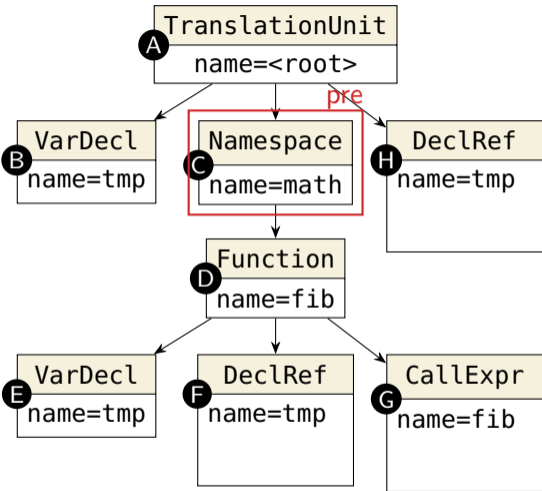 TranslationUnit
A
name=<root>
pre
VarDecl
B
name=tmp
Namespace
C
name=math
DeclRef
H
name=tmp
Function
D
name=fib
VarDecl
E
name=tmp
DeclRef
F
name=tmp
CallExpr
G
name=fib